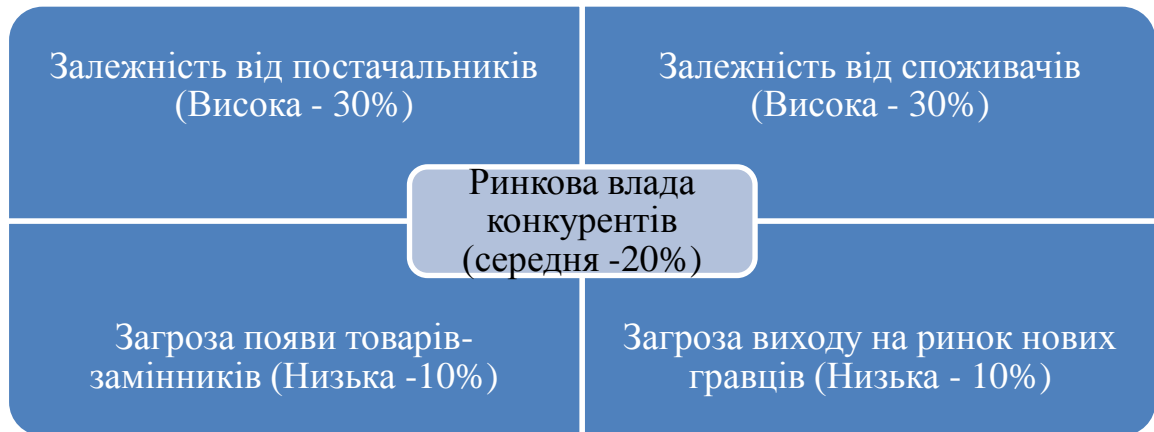 Залежність від постачальників
(Висока - 30%)
Залежність від споживачів
(Висока - 30%)
Ринкова влада
конкурентів
(середня -20%)
Загроза появи товарів-
замінників (Низька -10%)
Загроза виходу на ринок нових
гравців (Низька - 10%)